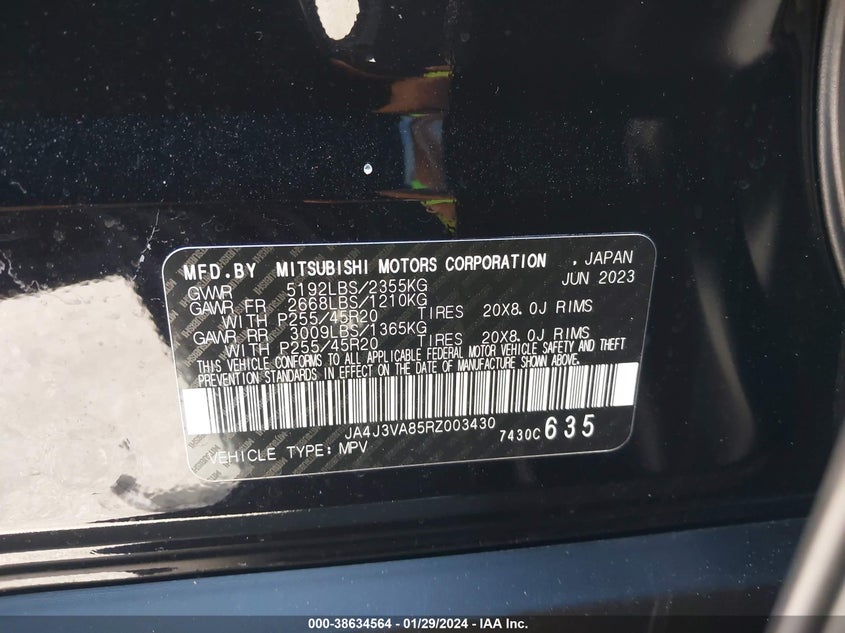 MFD.BY MITSUBISHI MOTORS CORPORATION , JAPAN
GVWR 5192LBS/2355KG JUN 2023
GAWR FR 2668LBS/1210KG
WITH P255/45R20 TIRES 20X8.0J RIMS
GAWR RR 3009LBS/1365KG
WITH P255/45R20 TIRES 20X8.0J RIMS
THIS VEHICLE CONFORMS TO ALL APPLICABLE FEDERAL MOTOR VEHICLE SAFETY AND THEFT
PREVENTION STANDARDS IN EFFECT ON THE DATE OF MANUFACTURE SHOWN ABOVE.
JA4J3VA85RZ003430 7430C 635
VEHICLE TYPE: MPV
000-38634564 / 01/29/2024 - IAA Inc.